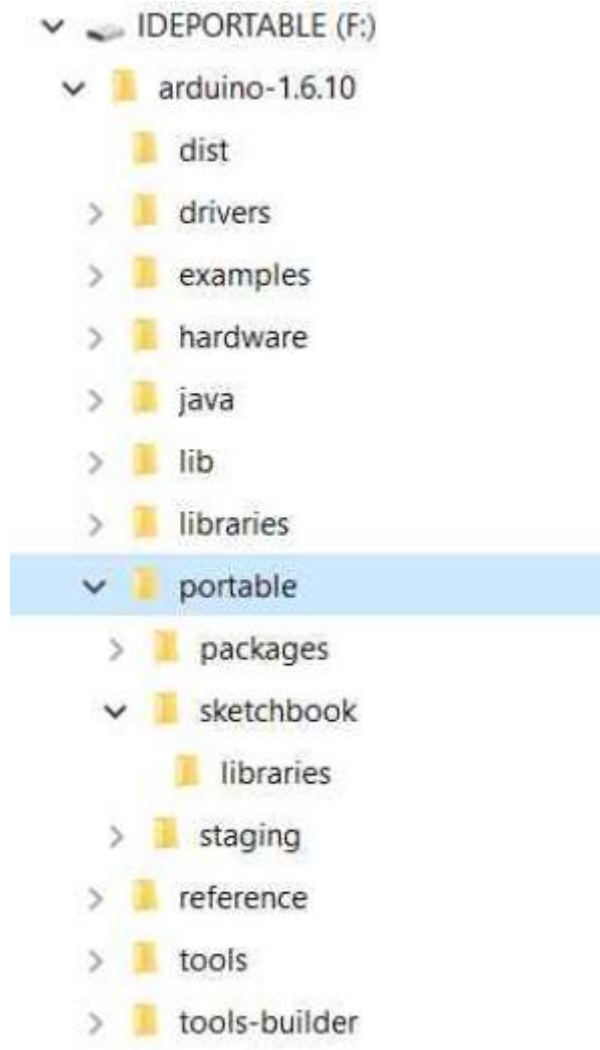 IDEPORTABLE (F:)
arduino-1.6.10
dist
drivers
examples
hardware
java
lib
libraries
portable
packages
sketchbook
libraries
staging
reference
tools
tools-builder